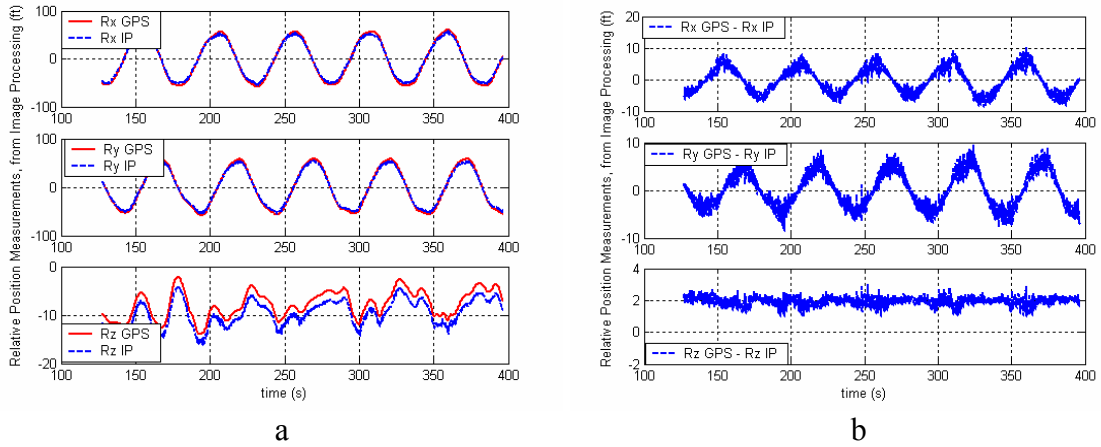 Relative Position Measurements, from Image Processing (ft)
100
0
-100
Rx GPS
Rx IP
100 150 200 250 300 350 400
100
0
-100
Ry GPS
Ry IP
100 150 200 250 300 350 400
0
-10
-20
Rz GPS
Rz IP
100 150 200 250 300 350 400
time (s)
a
Relative Position Measurements, from Image Processing (ft)
20
10
0
-10
Rx GPS - Rx IP
100 150 200 250 300 350 400
10
0
-10
Ry GPS - Ry IP
100 150 200 250 300 350 400
4
2
0
-2
Rz GPS - Rz IP
100 150 200 250 300 350 400
time (s)
b